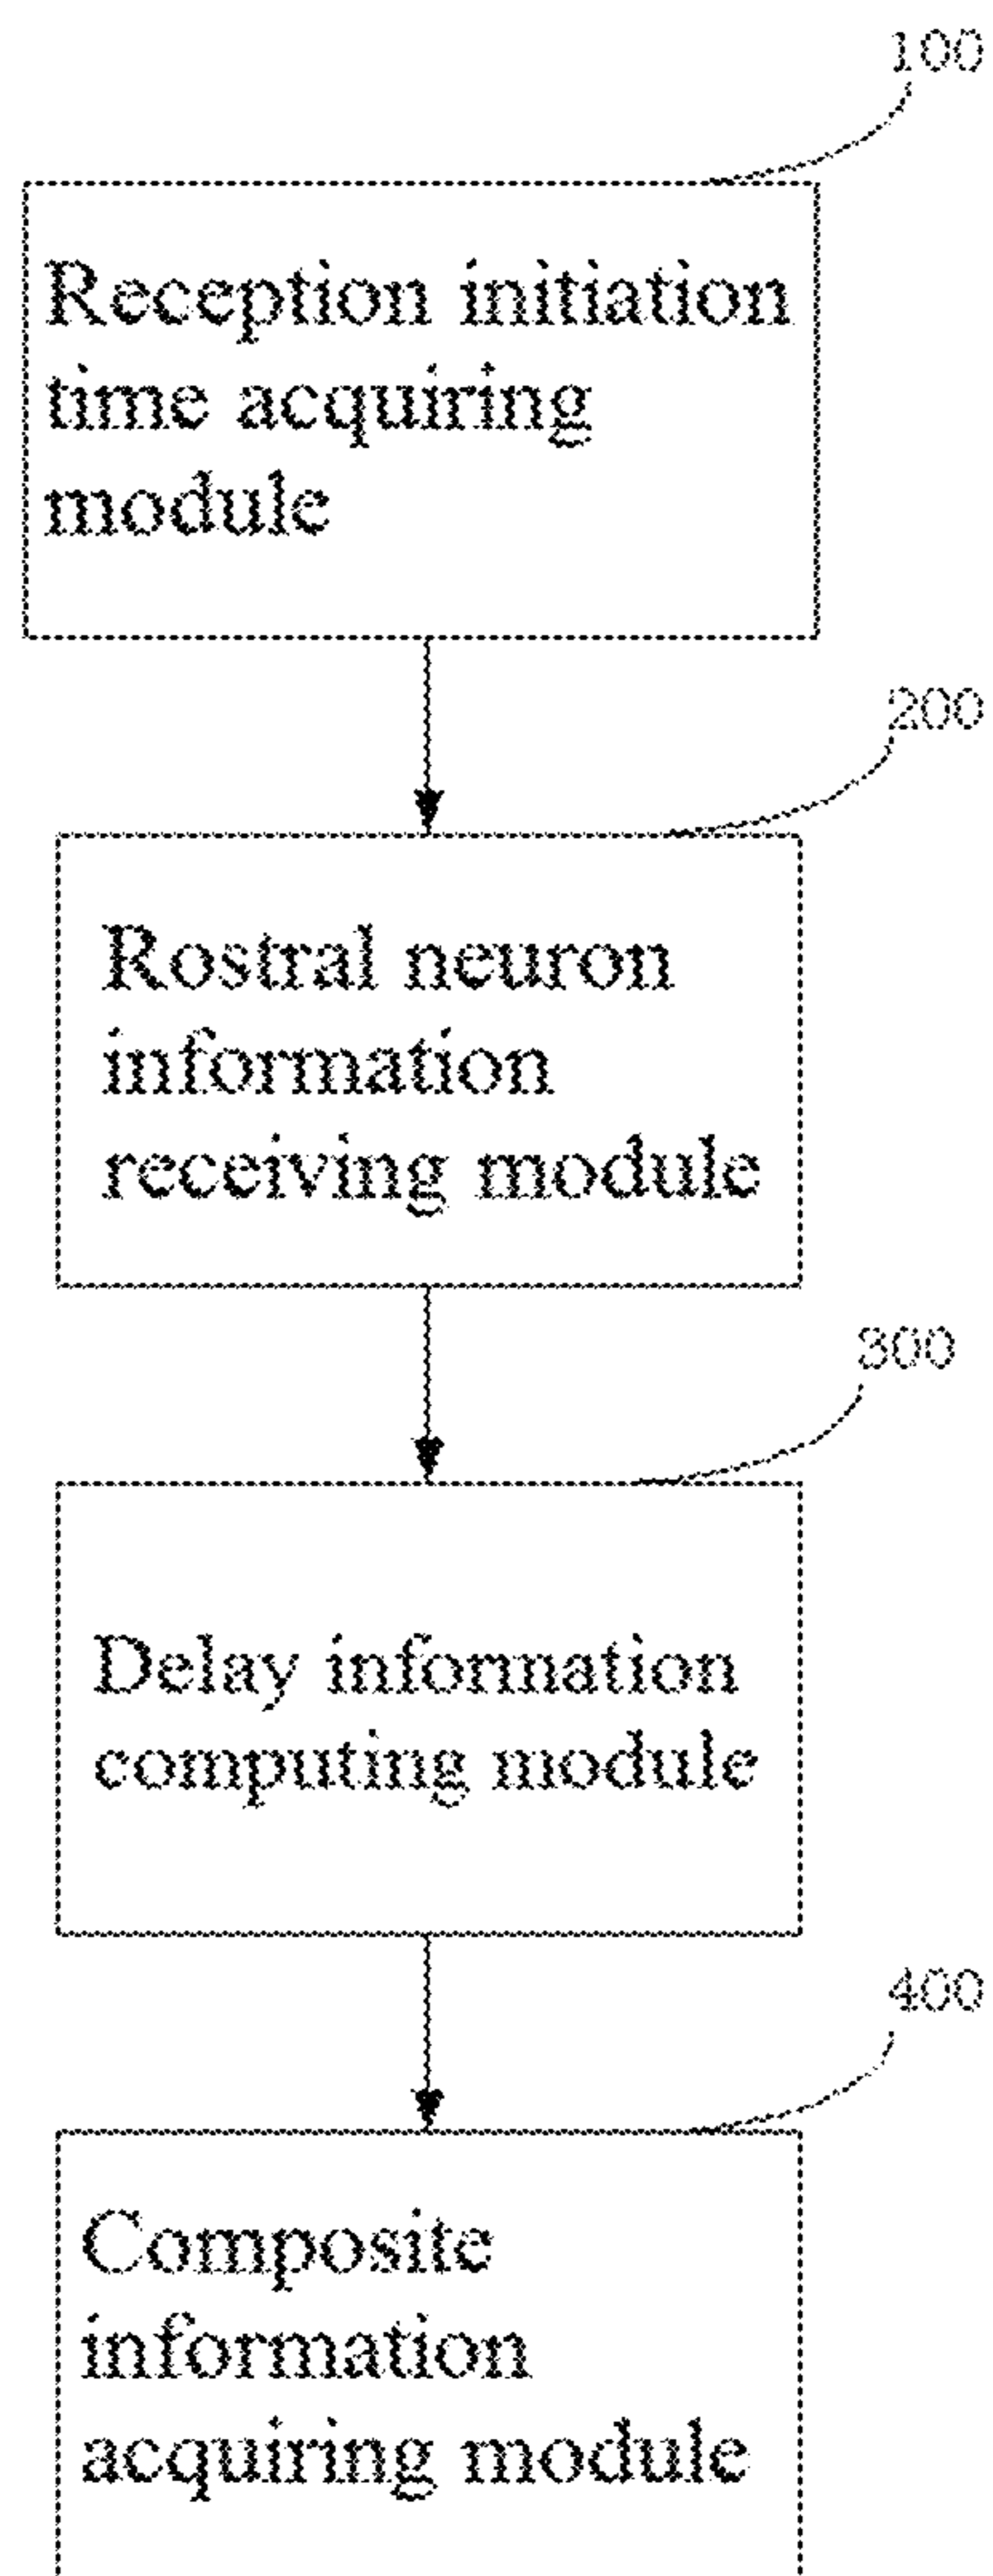 100
Reception initiation
time acquiring
module
200
Rostral neuron
information
receiving module
300
Delay information
computing module
400
Composite
information
acquiring module